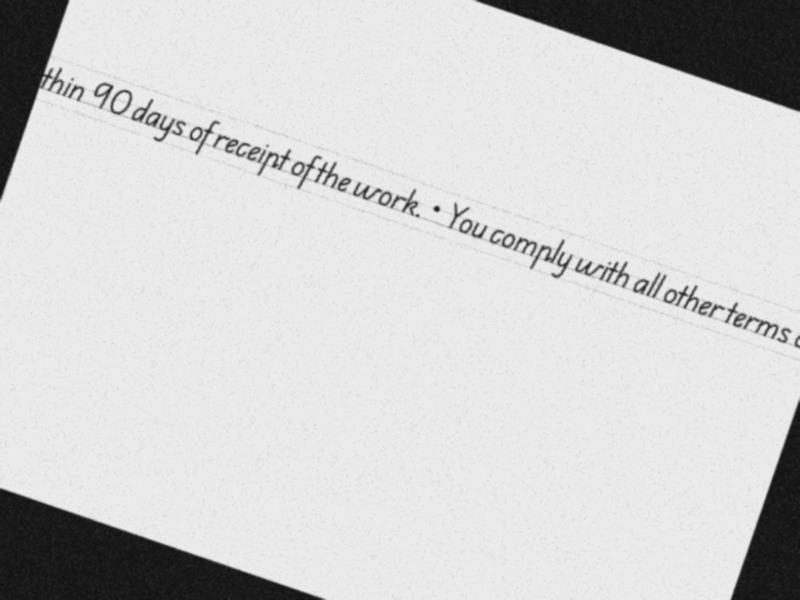 thin 90 days of receipt of the work. • You comply with all other terms